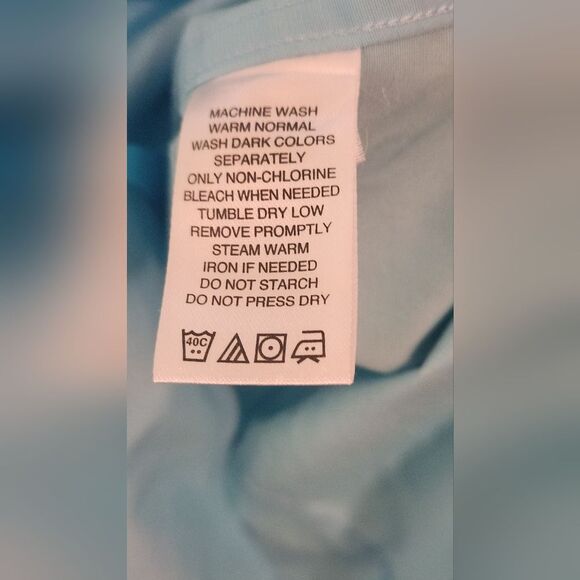 MACHINE WASH
WARM NORMAL
WASH DARK COLORS
SEPARATELY
ONLY NON-CHLORINE
BLEACH WHEN NEEDED
TUMBLE DRY LOW
REMOVE PROMPTLY
STEAM WARM
IRON IF NEEDED
DO NOT STARCH
DO NOT PRESS DRY
40C